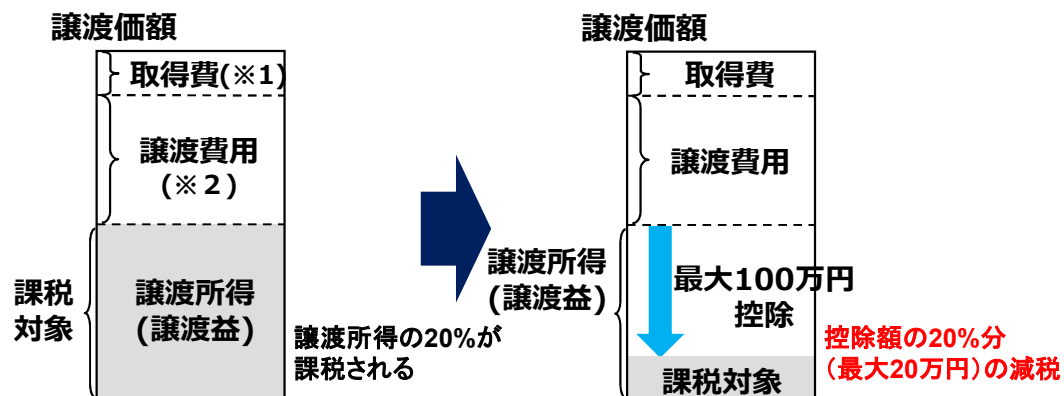 譲渡価額
取得費(※1)
譲渡費用
(※２)
課税
対象
譲渡所得
(譲渡益)
譲渡所得の20%が
課税される
譲渡価額
取得費
譲渡費用
譲渡所得
(譲渡益)
最大100万円
控除
課税対象
控除額の20%分
（最大20万円）の減税